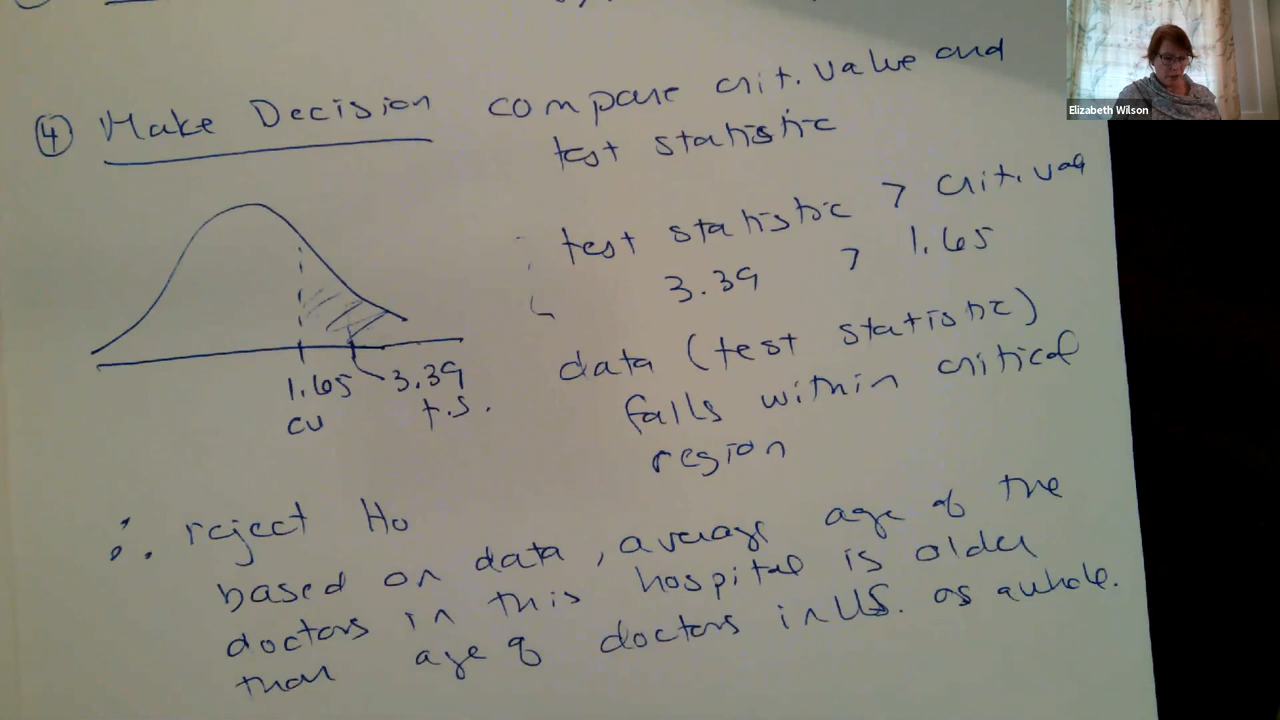 ④ Make Decision compare crit. value and
test statistic
test statistic > crit. val
3.39 > 1.65
data (test statistic)
falls within critical
region
1.65 3.39
CV t.s.
∴ reject Ho
based on data, average age of the
doctors in this hospital is older
than age of doctors in U.S. as a whole.
Elizabeth Wilson